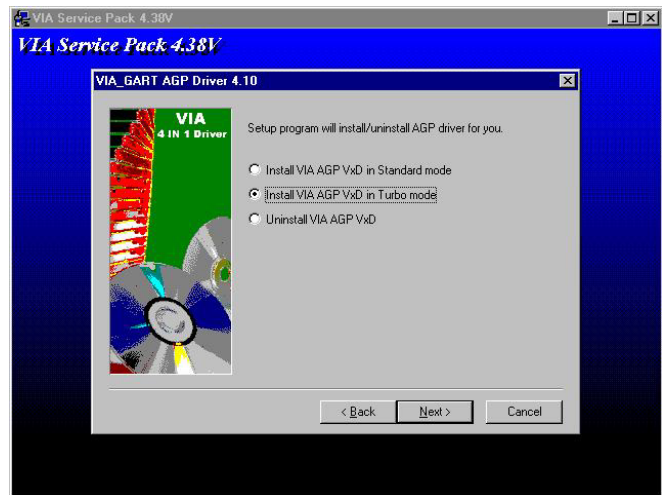 VIA Service Pack 4.38V
VIA Service Pack 4.38V
VIA_GART AGP Driver 4.10
VIA
4 IN 1 Driver
Setup program will install/uninstall AGP driver for you.
Install VIA AGP VxD in Standard mode
Install VIA AGP VxD in Turbo mode
Uninstall VIA AGP VxD
< Back Next > Cancel